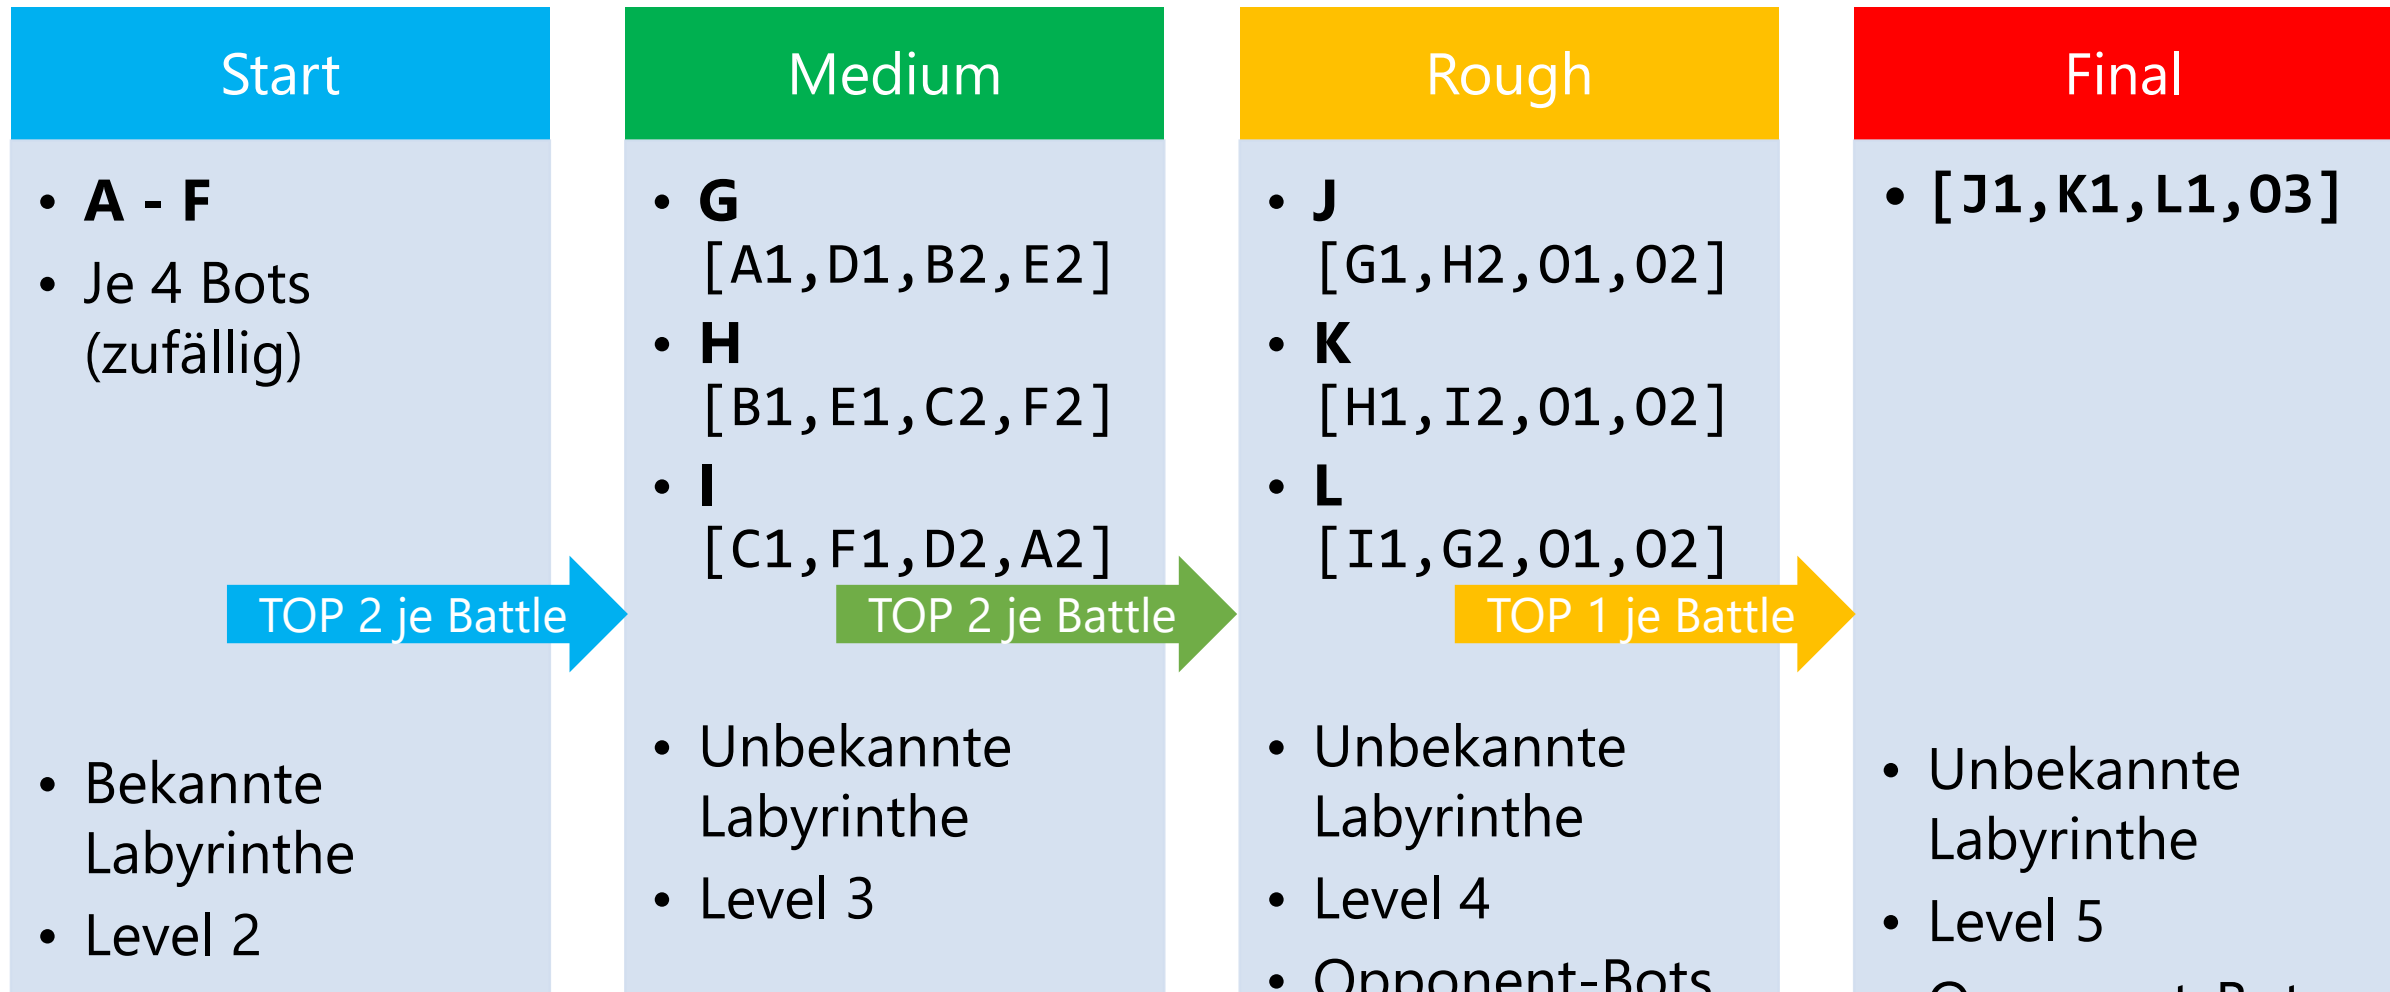 Start
• A - F
• Je 4 Bots
(zufällig)
TOP 2 je Battle
• Bekannte
Labyrinthe
• Level 2
Medium
• G
[A1,D1,B2,E2]
• H
[B1,E1,C2,F2]
• I
[C1,F1,D2,A2]
TOP 2 je Battle
• Unbekannte
Labyrinthe
• Level 3
Rough
• J
[G1,H2,O1,O2]
• K
[H1,I2,O1,O2]
• L
[I1,G2,O1,O2]
TOP 1 je Battle
• Unbekannte
Labyrinthe
• Level 4
• Opponent-Bots
Final
• [J1,K1,L1,O3]
• Unbekannte
Labyrinthe
• Level 5